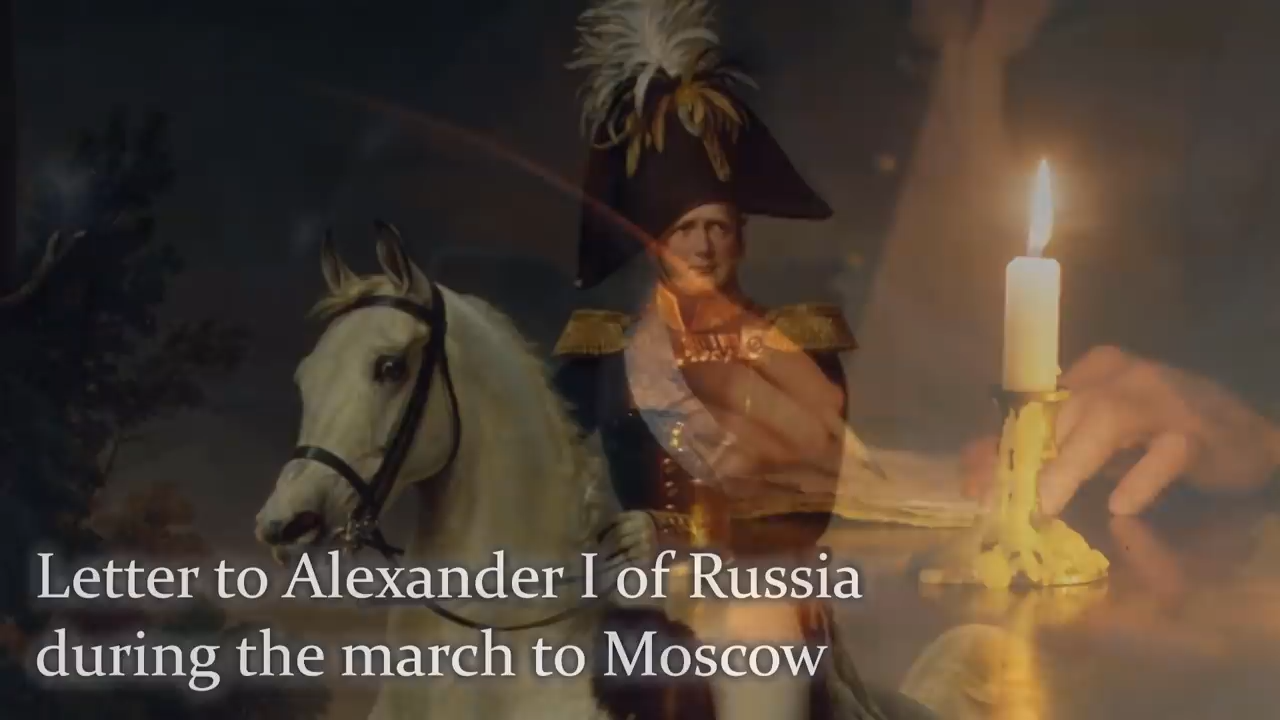 Letter to Alexander I of Russia
during the march to Moscow